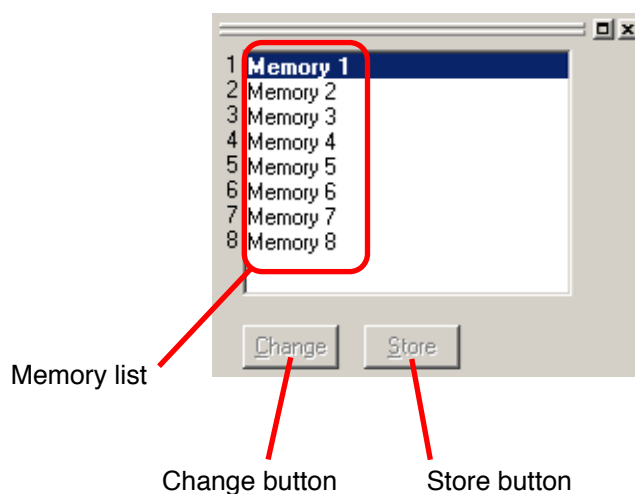 1 Memory 1
2 Memory 2
3 Memory 3
4 Memory 4
5 Memory 5
6 Memory 6
7 Memory 7
8 Memory 8
Change Store
Memory list
Change button Store button